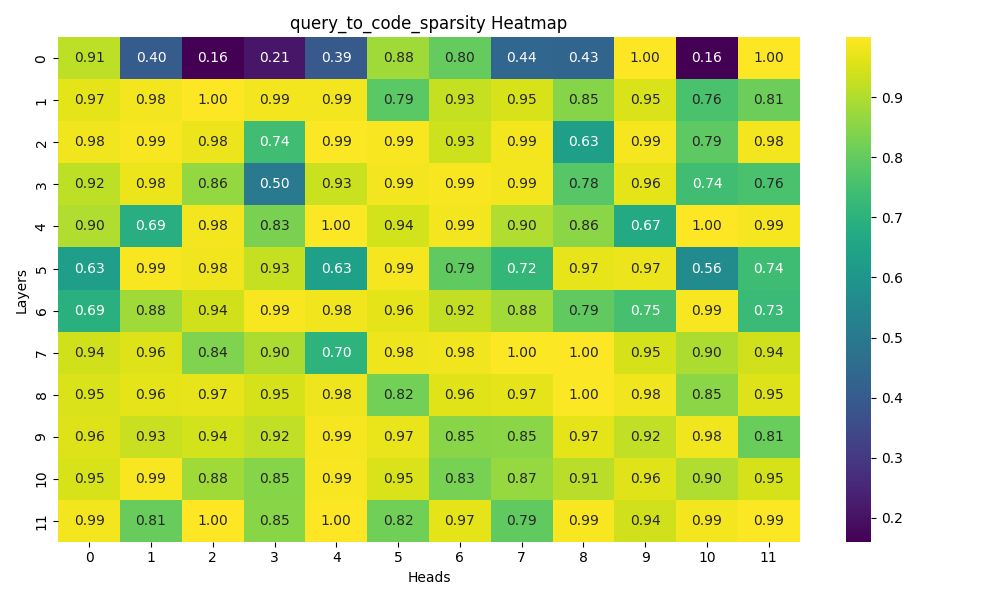 query_to_code_sparsity Heatmap
0 0.91 0.40 0.16 0.21 0.39 0.88 0.80 0.44 0.43 1.00 0.16 1.00
1 0.97 0.98 1.00 0.99 0.99 0.79 0.93 0.95 0.85 0.95 0.76 0.81
2 0.98 0.99 0.98 0.74 0.99 0.99 0.93 0.99 0.63 0.99 0.79 0.98
3 0.92 0.98 0.86 0.50 0.93 0.99 0.99 0.99 0.78 0.96 0.74 0.76
4 0.90 0.69 0.98 0.83 1.00 0.94 0.99 0.90 0.86 0.67 1.00 0.99
5 0.63 0.99 0.98 0.93 0.63 0.99 0.79 0.72 0.97 0.97 0.56 0.74
6 0.69 0.88 0.94 0.99 0.98 0.96 0.92 0.88 0.79 0.75 0.99 0.73
7 0.94 0.96 0.84 0.90 0.70 0.98 0.98 1.00 1.00 0.95 0.90 0.94
8 0.95 0.96 0.97 0.95 0.98 0.82 0.96 0.97 1.00 0.98 0.85 0.95
9 0.96 0.93 0.94 0.92 0.99 0.97 0.85 0.85 0.97 0.92 0.98 0.81
10 0.95 0.99 0.88 0.85 0.99 0.95 0.83 0.87 0.91 0.96 0.90 0.95
11 0.99 0.81 1.00 0.85 1.00 0.82 0.97 0.79 0.99 0.94 0.99 0.99
0 1 2 3 4 5 6 7 8 9 10 11
Heads
Layers
0.9
0.8
0.7
0.6
0.5
0.4
0.3
0.2